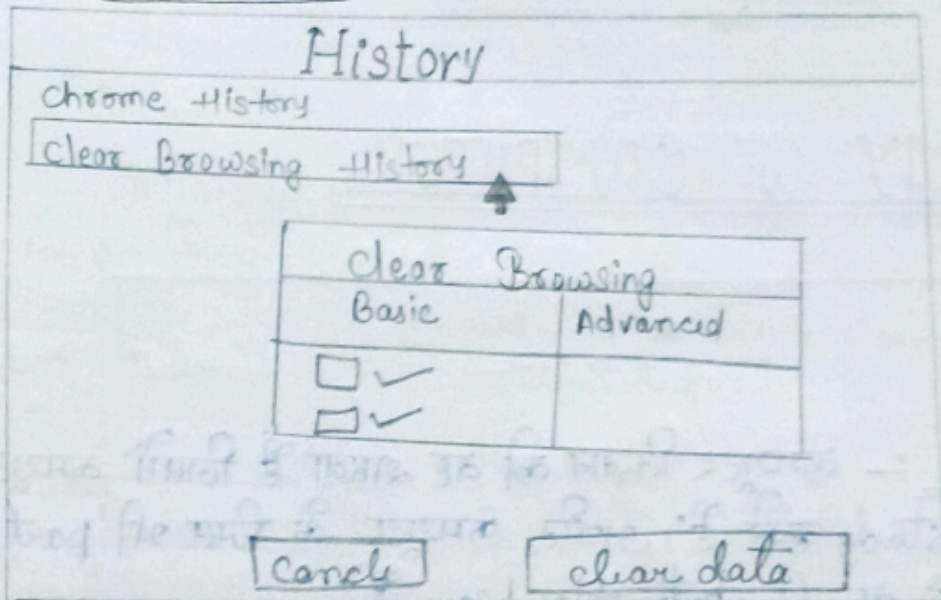 History
Chrome History
Clear Browsing History
Clear Browsing
Basic
Advanced
Cancle
clear data